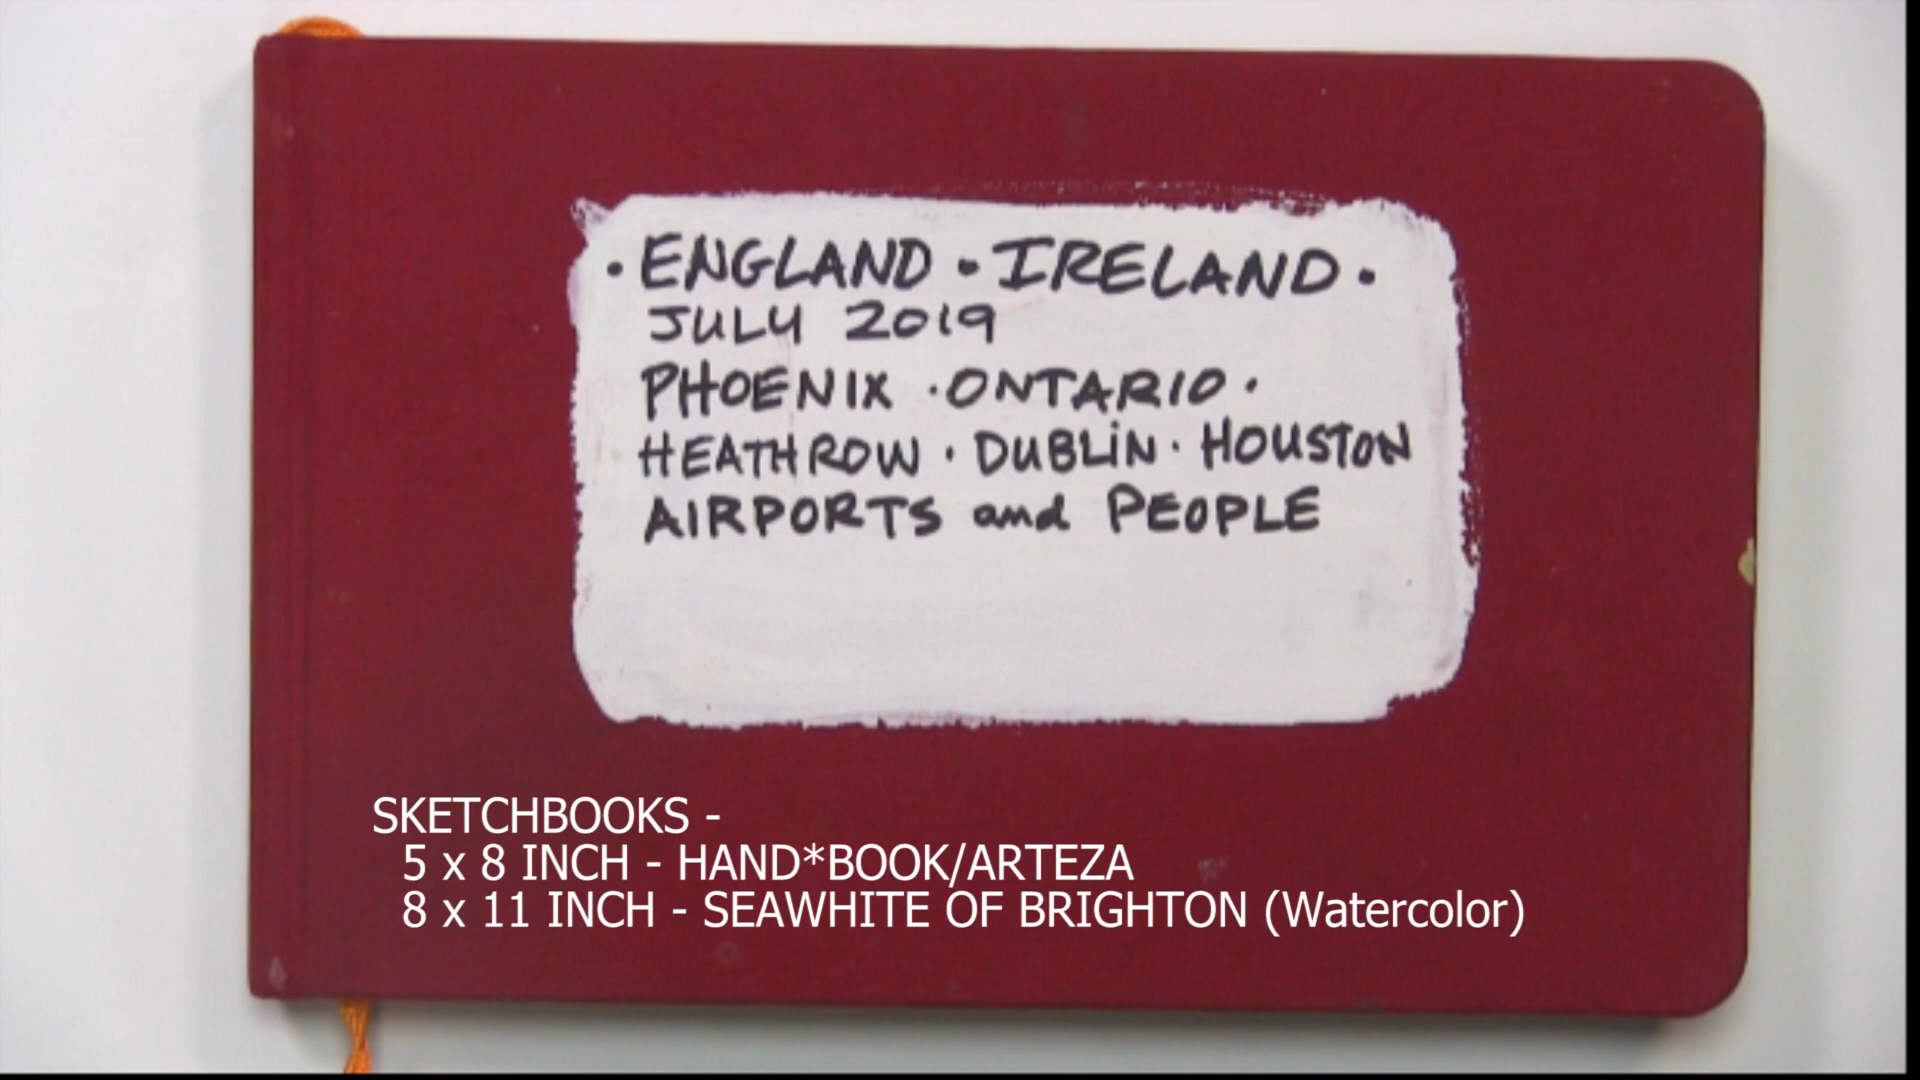 • ENGLAND • IRELAND •
JULY 2019
PHOENIX • ONTARIO •
HEATHROW • DUBLIN • HOUSTON
AIRPORTS and PEOPLE
SKETCHBOOKS -
5 x 8 INCH - HAND*BOOK/ARTEZA
8 x 11 INCH - SEAWHITE OF BRIGHTON (Watercolor)